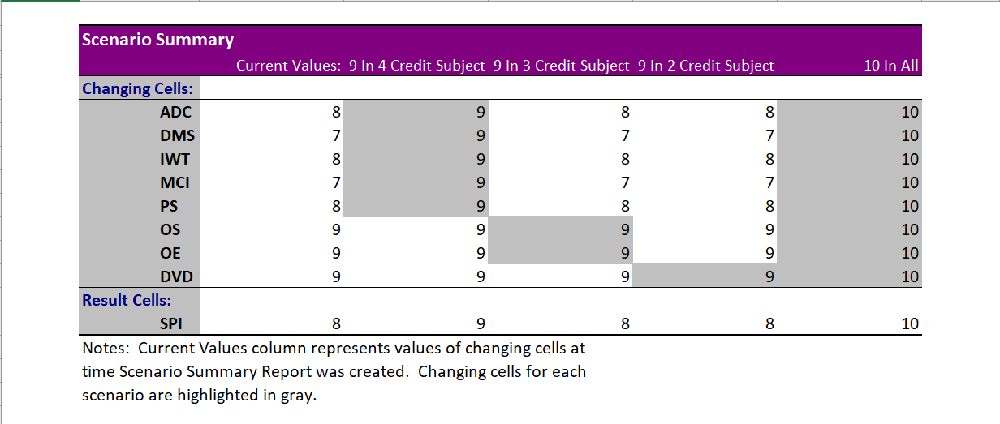 Scenario Summary
Current Values: 9 In 4 Credit Subject 9 In 3 Credit Subject 9 In 2 Credit Subject 10 In All
Changing Cells:
ADC 8 9 8 8 10
DMS 7 9 7 7 10
IWT 8 9 8 8 10
MCI 7 9 7 7 10
PS 8 9 8 8 10
OS 9 9 9 9 10
OE 9 9 9 9 10
DVD 9 9 9 9 10
Result Cells:
SPI 8 9 8 8 10
Notes: Current Values column represents values of changing cells at
time Scenario Summary Report was created. Changing cells for each
scenario are highlighted in gray.